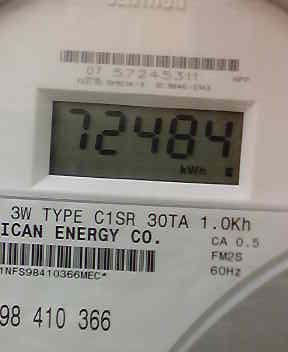 07 57245311
72484
kWh
3W TYPE C1SR 30TA 1.0Kh
ICAN ENERGY CO.
CA 0.5
FM2S
1NFS98410366MEC*
60Hz
98 410 366